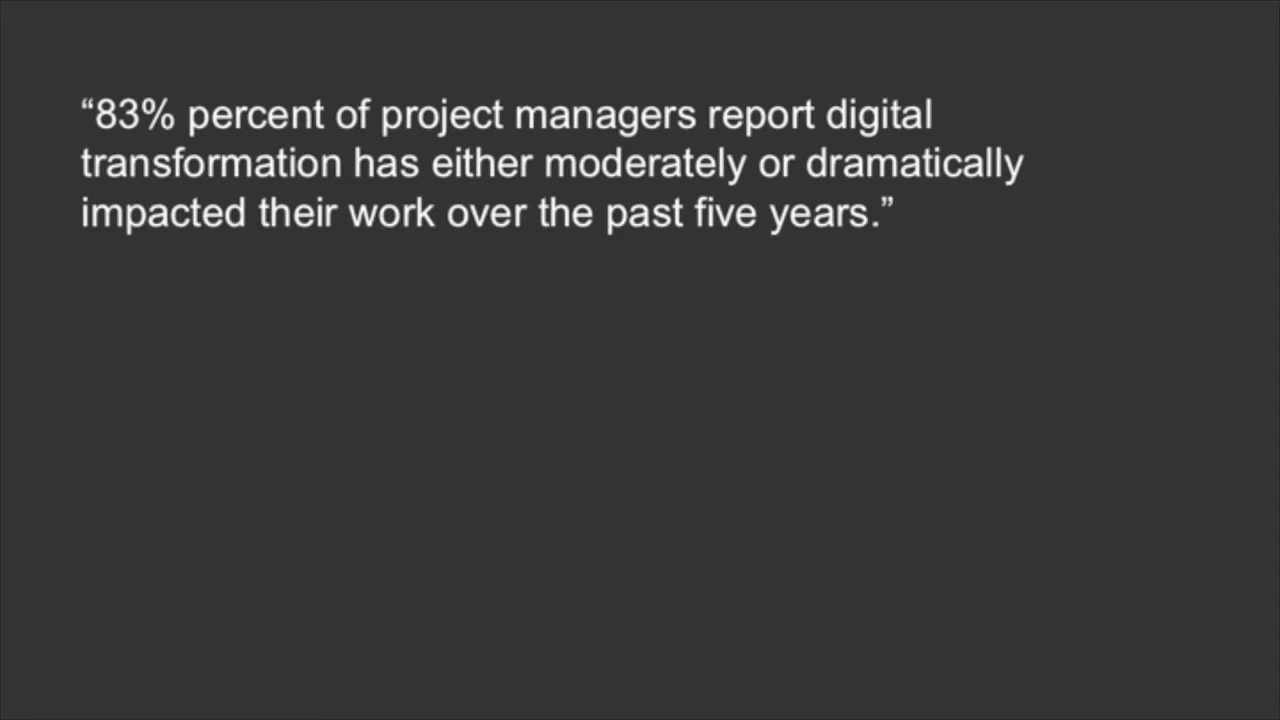 “83% percent of project managers report digital
transformation has either moderately or dramatically
impacted their work over the past five years.”